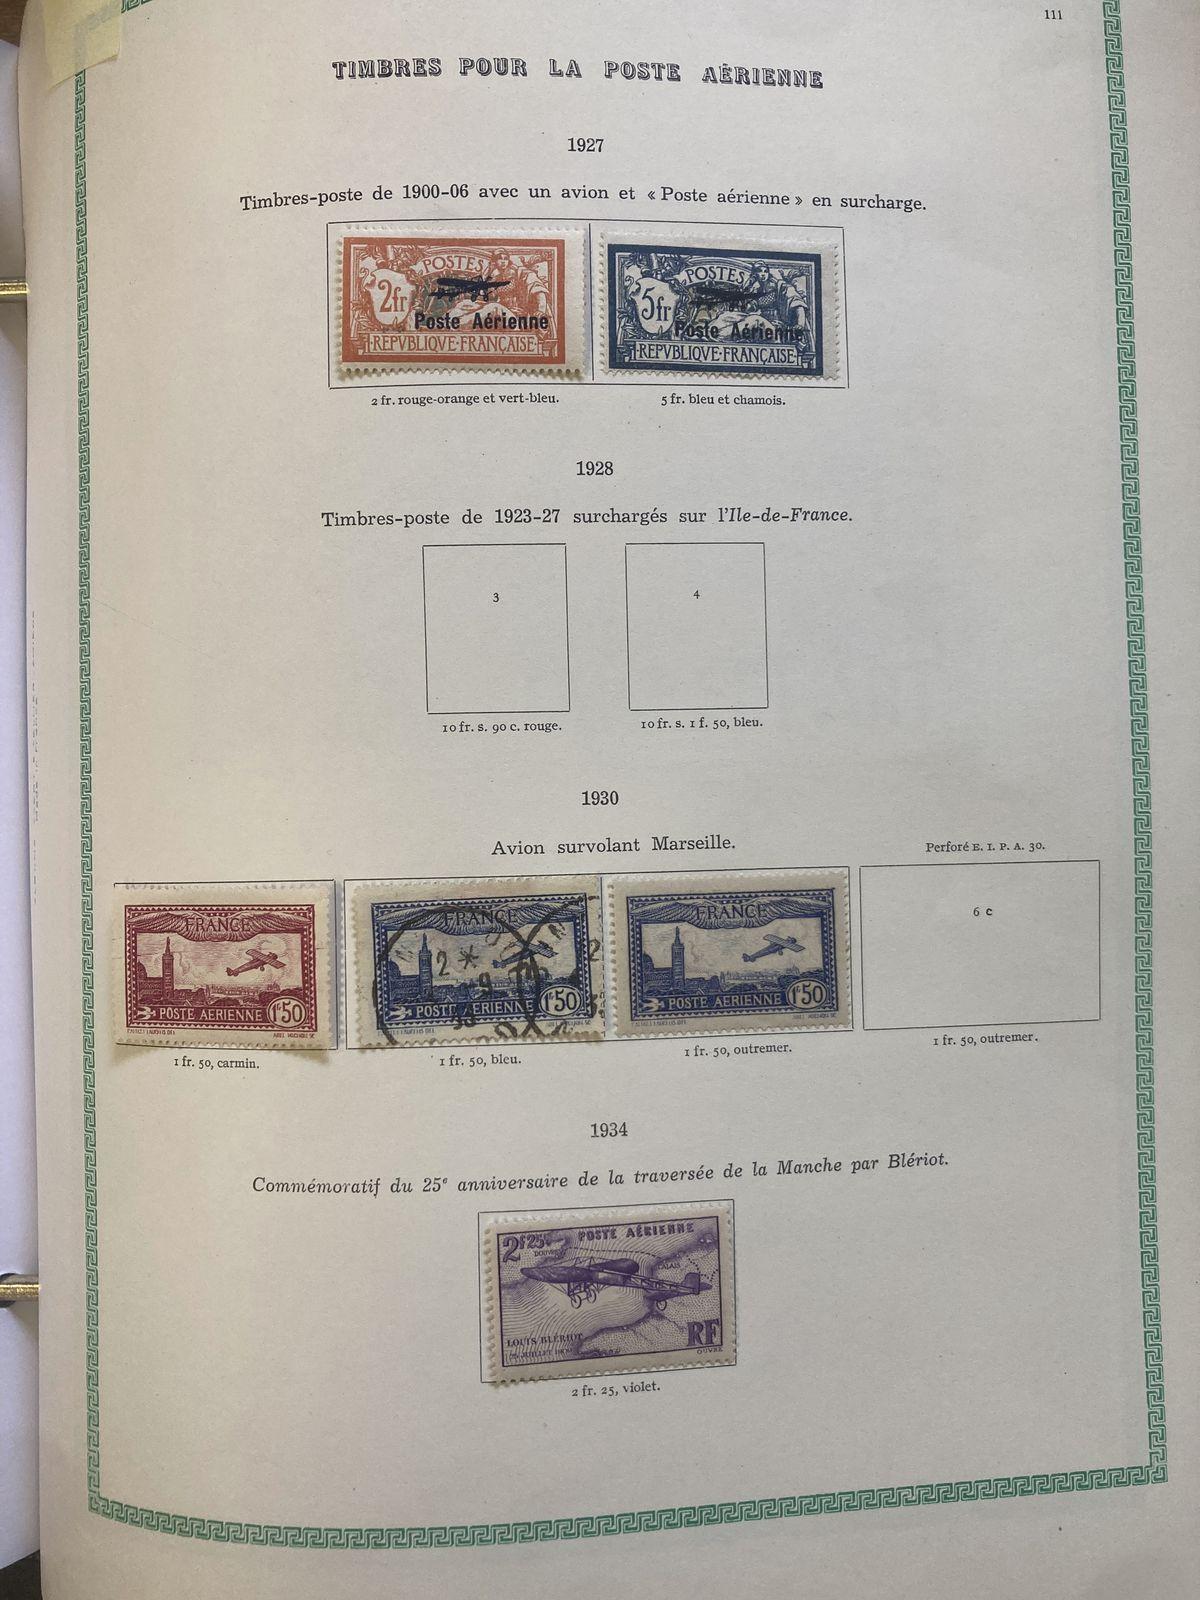 111
TIMBRES POUR LA POSTE AÉRIENNE
1927
Timbres-poste de 1900-06 avec un avion et « Poste aérienne » en surcharge.
POSTES
2fr
Poste Aérienne
REPVBLIQVE·FRANÇAISE
POSTES
5fr
Poste Aérienne
REPVBLIQVE·FRANÇAISE
2 fr. rouge-orange et vert-bleu.
5 fr. bleu et chamois.
1928
Timbres-poste de 1923-27 surchargés sur l'Ile-de-France.
3
4
10 fr. s. 90 c. rouge.
10 fr. s. 1 f. 50, bleu.
1930
Avion survolant Marseille.
Perforé E. I. P. A. 30.
FRANCE
POSTE AÉRIENNE
1f50
FRANCE
POSTE AÉRIENNE
1f50
FRANCE
POSTE AÉRIENNE
1f50
6 c
1 fr. 50, carmin.
1 fr. 50, bleu.
1 fr. 50, outremer.
1 fr. 50, outremer.
1934
Commémoratif du 25e anniversaire de la traversée de la Manche par Blériot.
2f25
POSTE AÉRIENNE
DOUVRES
CALAIS
LOUIS BLÉRIOT
RF
OUVRÉ
2 fr. 25, violet.